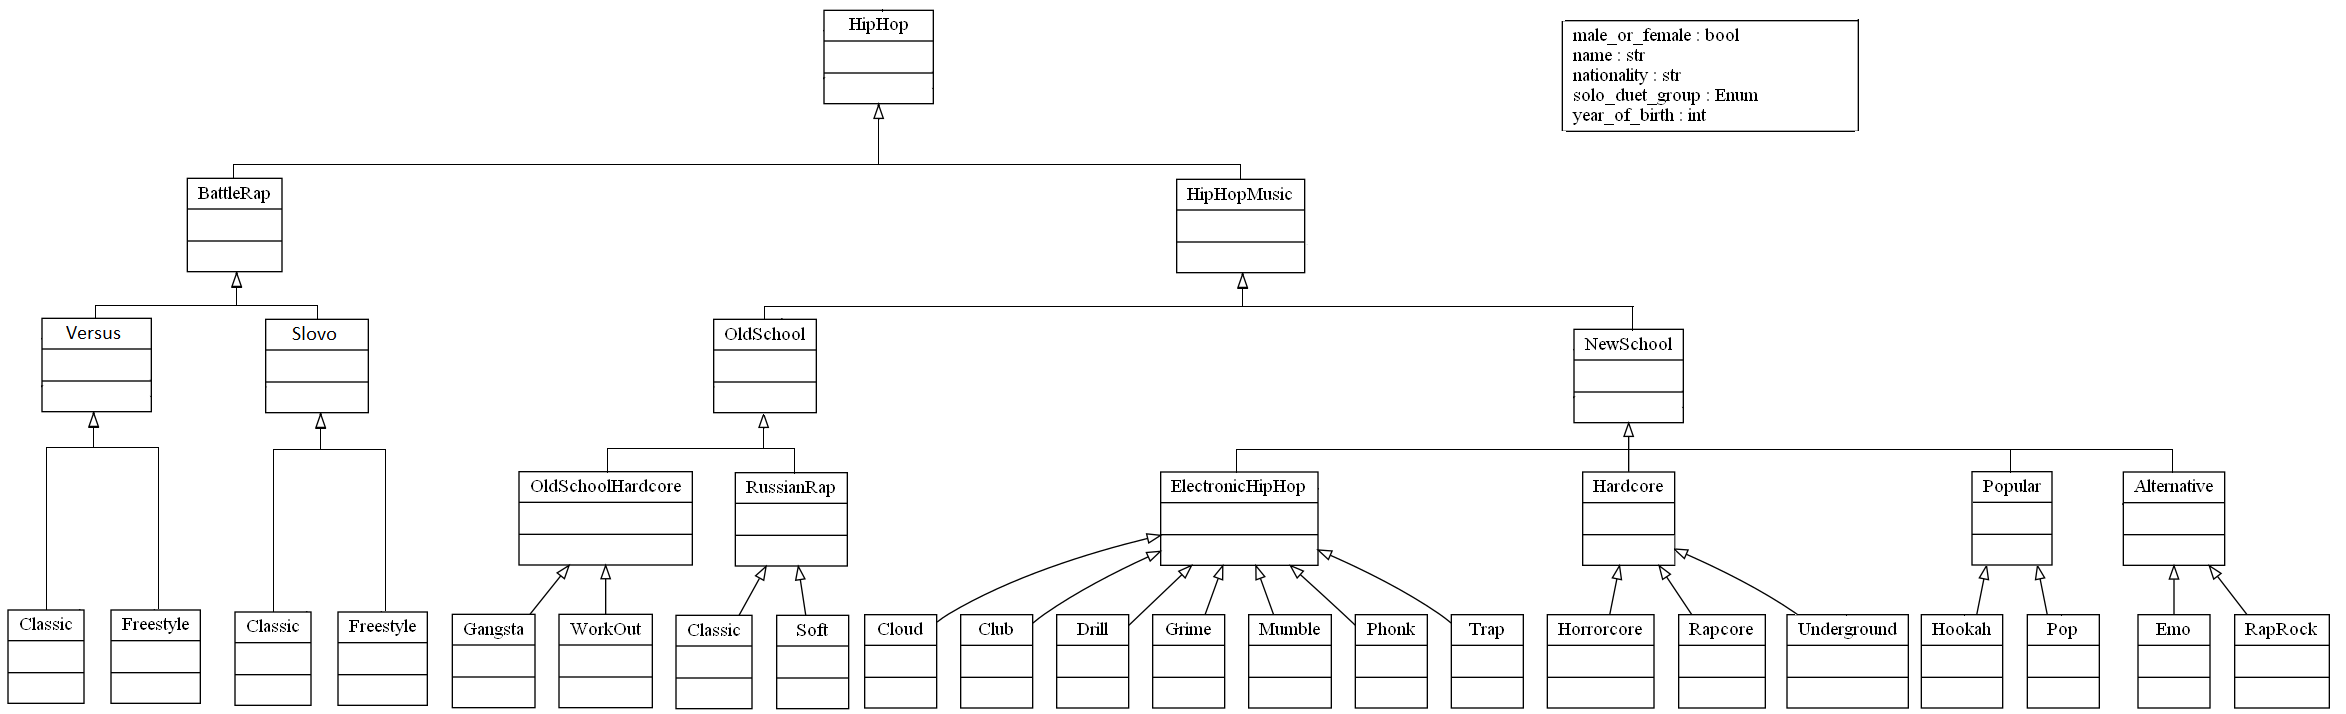 HipHop
male_or_female : bool
name : str
nationality : str
solo_duet_group : Enum
year_of_birth : int
BattleRap
HipHopMusic
Versus
Slovo
OldSchool
NewSchool
OldSchoolHardcore
RussianRap
ElectronicHipHop
Hardcore
Popular
Alternative
Classic
Freestyle
Classic
Freestyle
Gangsta
WorkOut
Classic
Soft
Cloud
Club
Drill
Grime
Mumble
Phonk
Trap
Horrorcore
Rapcore
Underground
Hookah
Pop
Emo
RapRock